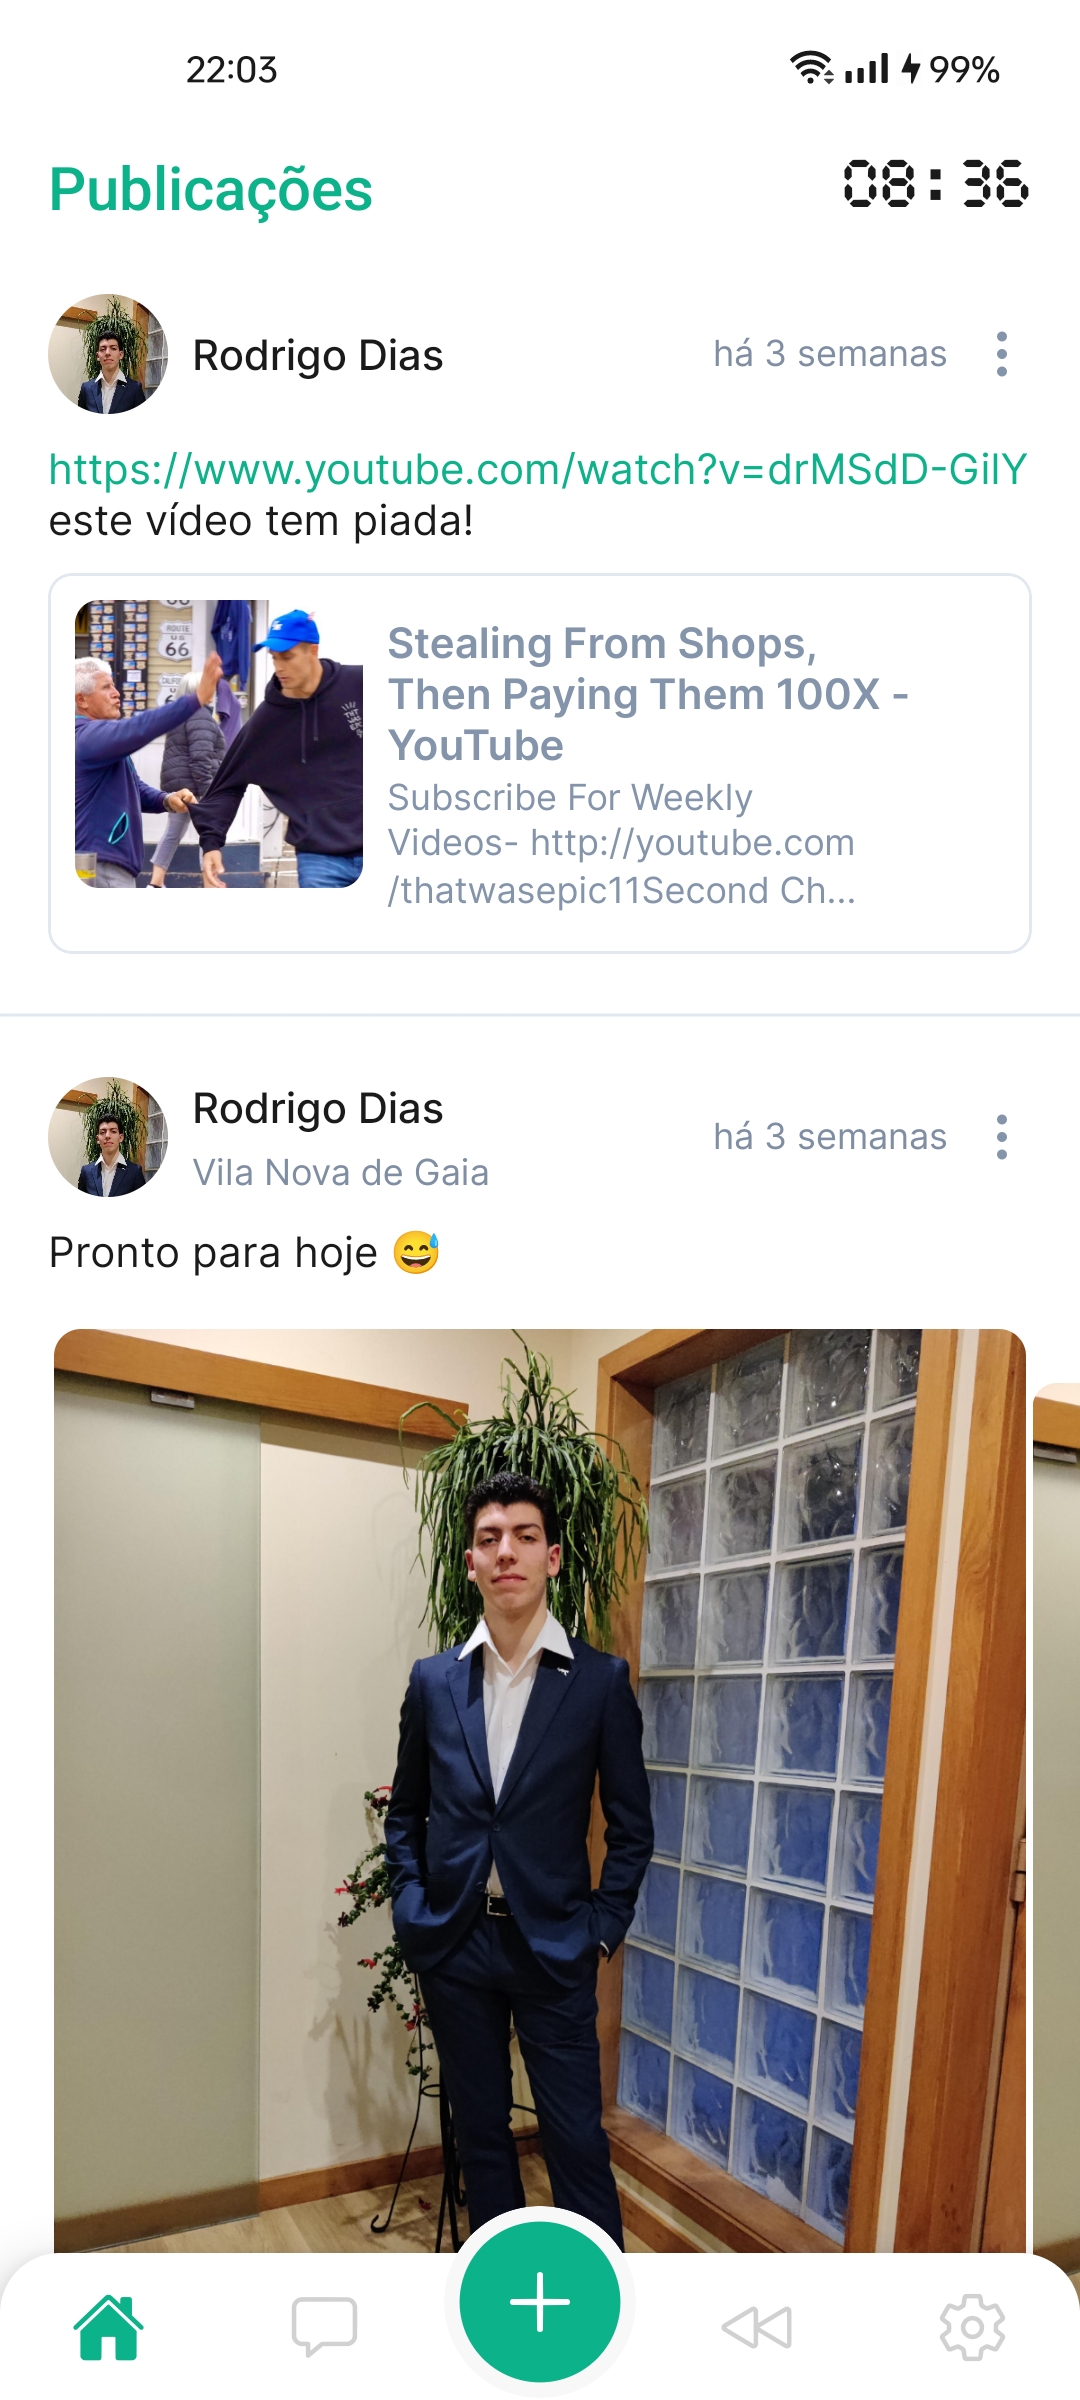 22:03
99%
Publicações
08:36
Rodrigo Dias
há 3 semanas
https://www.youtube.com/watch?v=drMSdD-GiIY
este vídeo tem piada!
ROUTE
US
66
Stealing From Shops,
Then Paying Them 100X -
YouTube
Subscribe For Weekly
Videos- http://youtube.com
/thatwasepic11Second Ch...
Rodrigo Dias
há 3 semanas
Vila Nova de Gaia
Pronto para hoje 😅